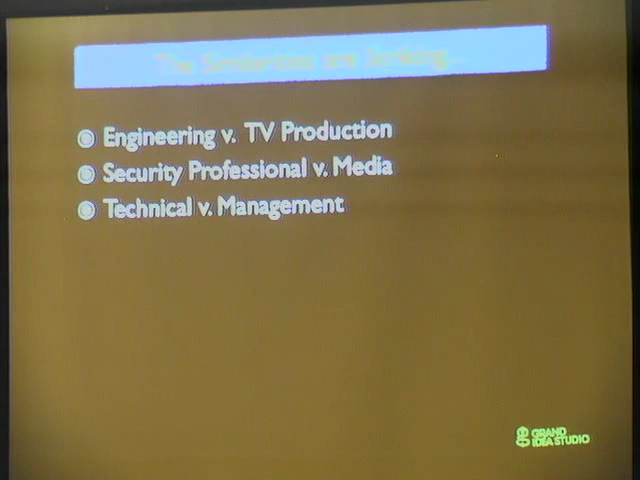 The Similarities are Striking...
Engineering v. TV Production
Security Professional v. Media
Technical v. Management
GRAND
IDEA STUDIO